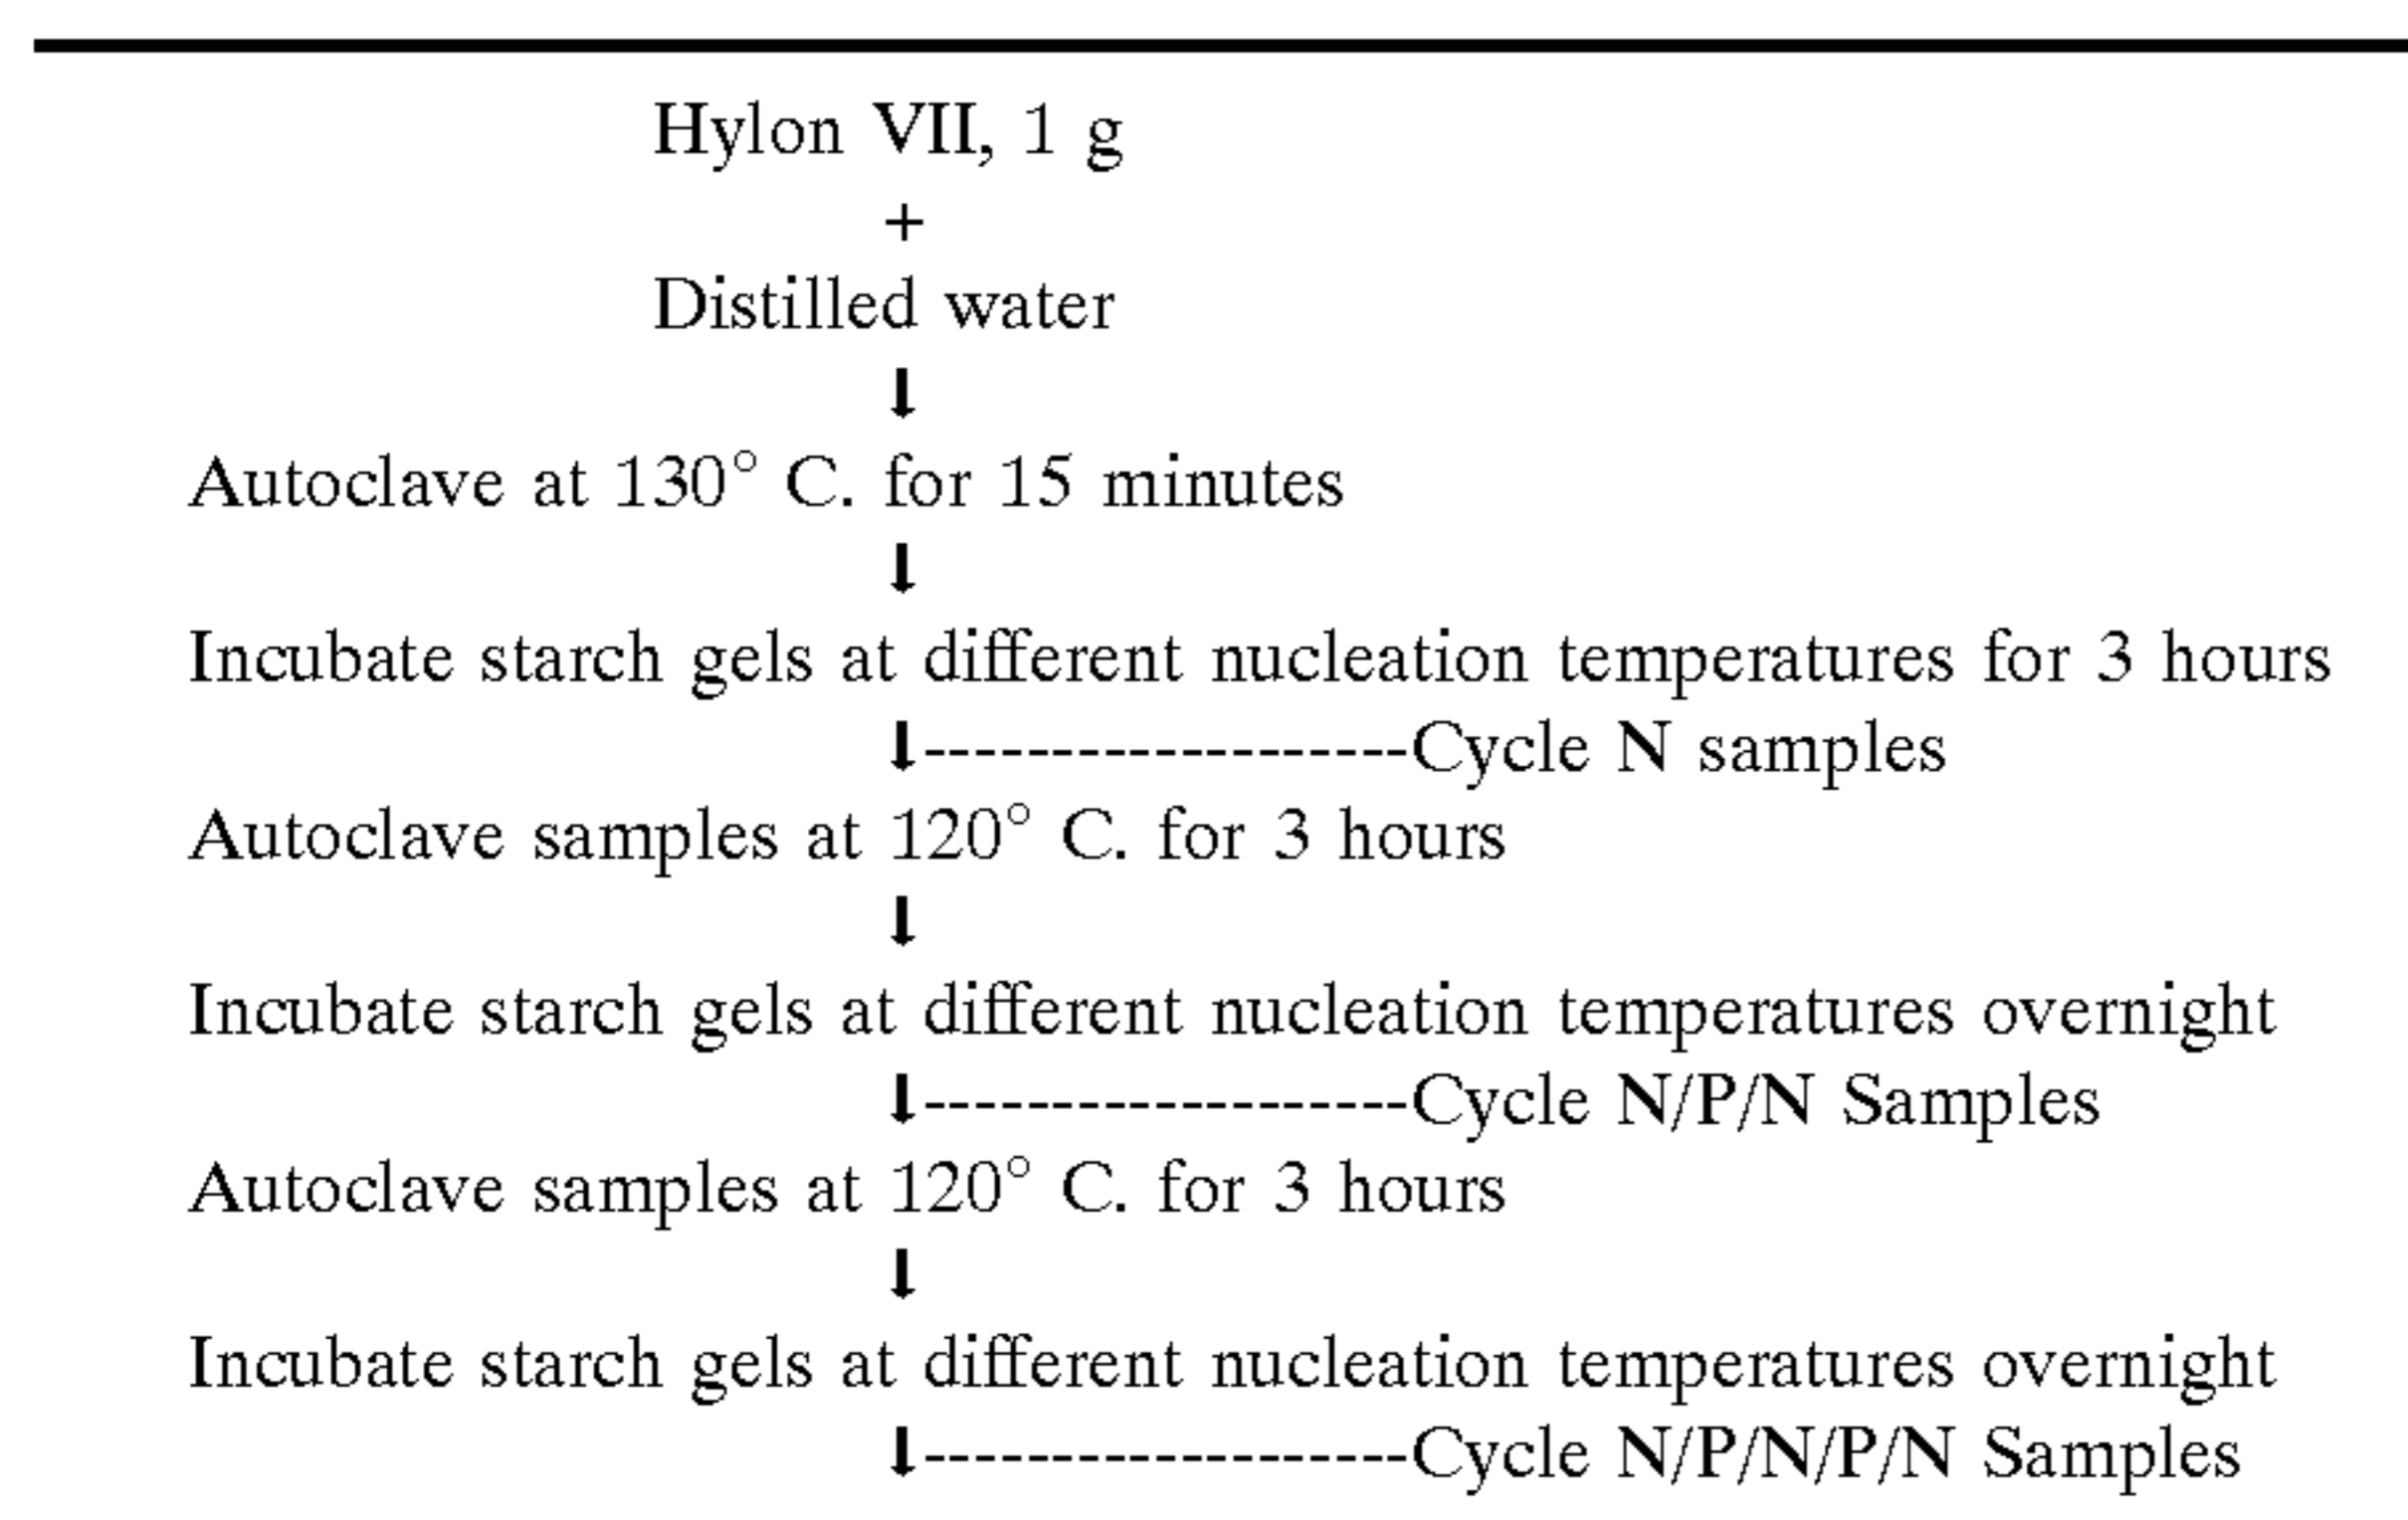 Hylon VII, 1 g
+
Distilled water
⬇
Autoclave at 130° C. for 15 minutes
⬇
Incubate starch gels at different nucleation temperatures for 3 hours
⬇-------------------Cycle N samples
Autoclave samples at 120° C. for 3 hours
⬇
Incubate starch gels at different nucleation temperatures overnight
⬇-------------------Cycle N/P/N Samples
Autoclave samples at 120° C. for 3 hours
⬇
Incubate starch gels at different nucleation temperatures overnight
⬇-------------------Cycle N/P/N/P/N Samples